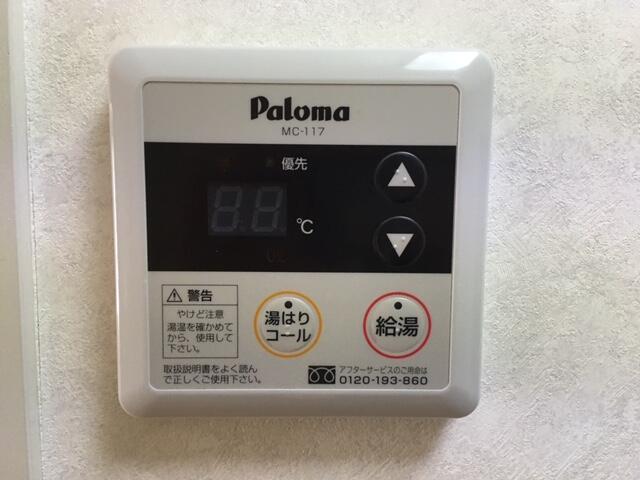 Paloma
MC-117
優先
88
℃
警告
やけど注意
湯温を確かめて
から、使用して
下さい。
取扱説明書をよく読ん
で正しくご使用下さい。
湯はり
コール
給湯
アフターサービスのご用命は
0120-193-860